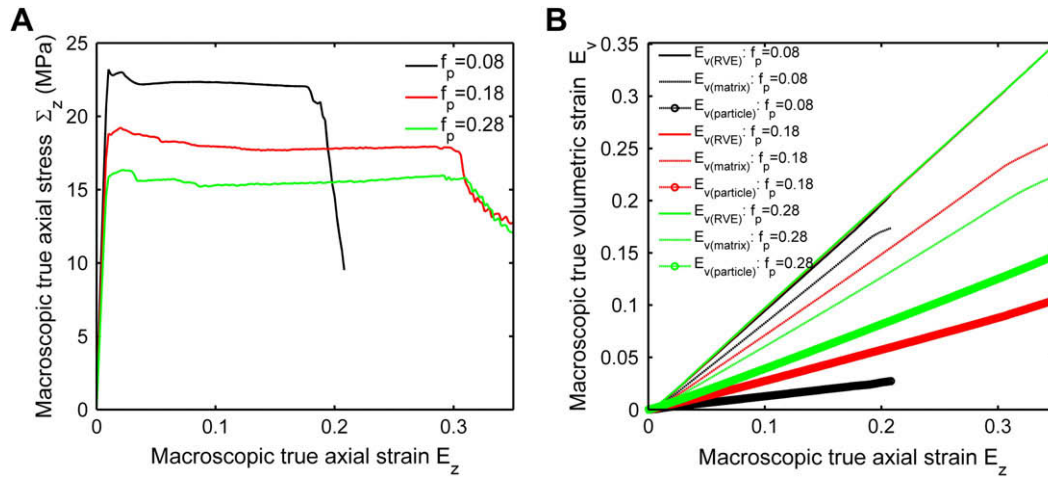 A
Macroscopic true axial stress Σz (MPa)
25
20
15
10
5
0
fp=0.08
fp=0.18
fp=0.28
0
0.1
0.2
0.3
Macroscopic true axial strain Ez
B
Macroscopic true volumetric strain Ev
0.35
0.3
0.25
0.2
0.15
0.1
0.05
0
Ev(RVE): fp=0.08
Ev(matrix): fp=0.08
Ev(particle): fp=0.08
Ev(RVE): fp=0.18
Ev(matrix): fp=0.18
Ev(particle): fp=0.18
Ev(RVE): fp=0.28
Ev(matrix): fp=0.28
Ev(particle): fp=0.28
0
0.1
0.2
0.3
Macroscopic true axial strain Ez